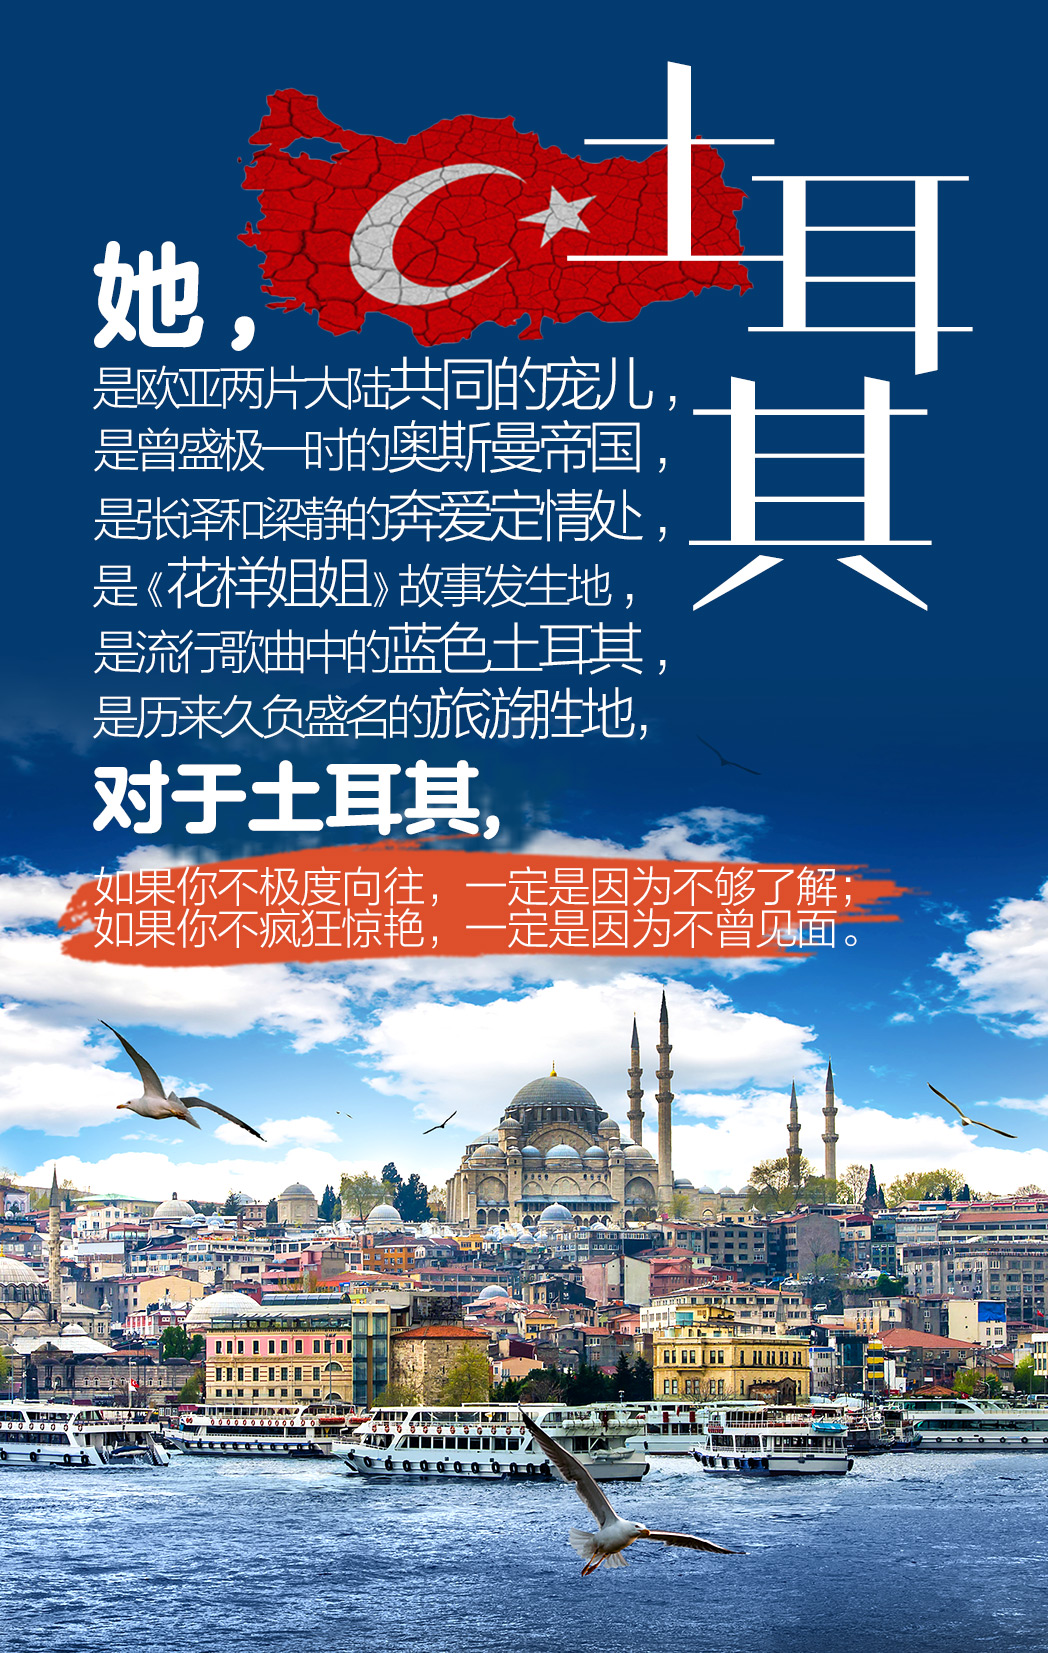 土耳其
她，
是欧亚两片大陆共同的宠儿，
是曾盛极一时的奥斯曼帝国，
是张译和梁静的奔爱定情处，
是《花样姐姐》故事发生地，
是流行歌曲中的蓝色土耳其，
是历来久负盛名的旅游胜地，
对于土耳其，
如果你不极度向往，一定是因为不够了解；
如果你不疯狂惊艳，一定是因为不曾见面。